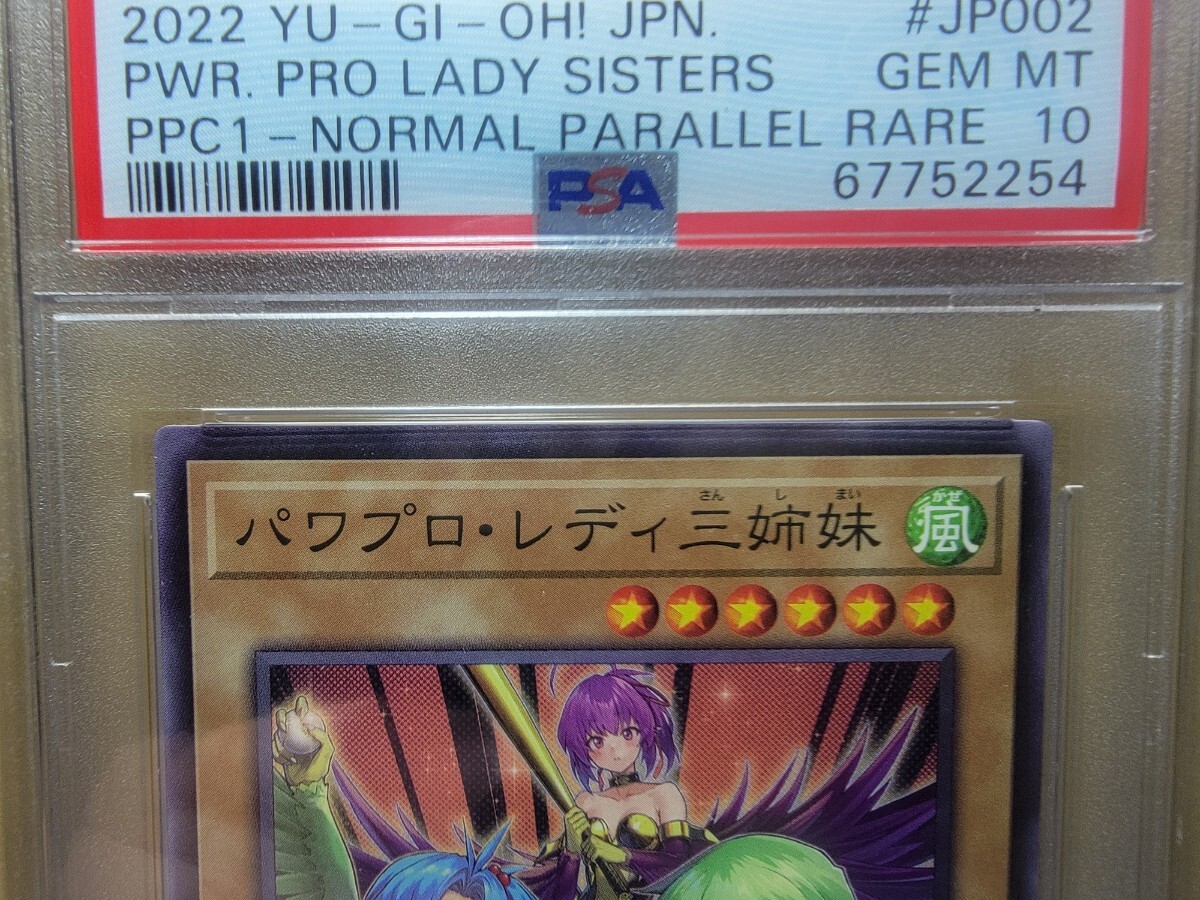 2022 YU-GI-OH! JPN. #JP002
PWR. PRO LADY SISTERS GEM MT
PPC1-NORMAL PARALLEL RARE 10
PSA 67752254
さん し まい かぜ
パワプロ・レディ三姉妹 風